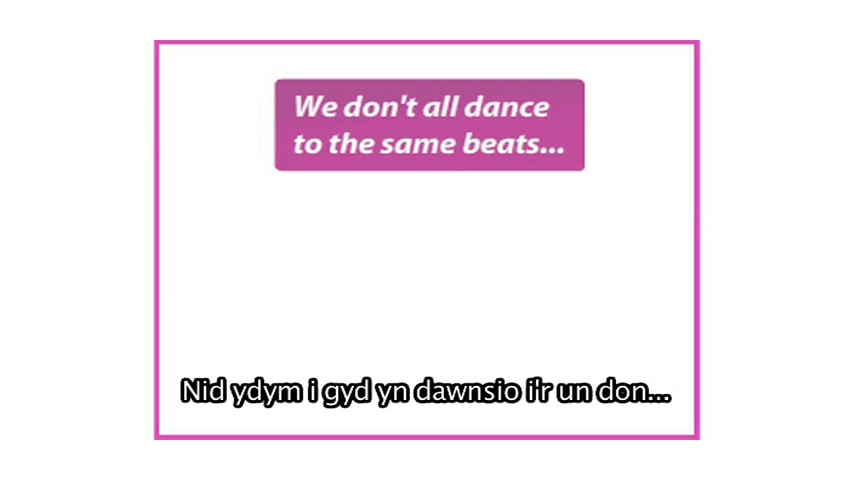 We don't all dance
to the same beats...
Nid ydym i gyd yn dawnsio i'r un don...